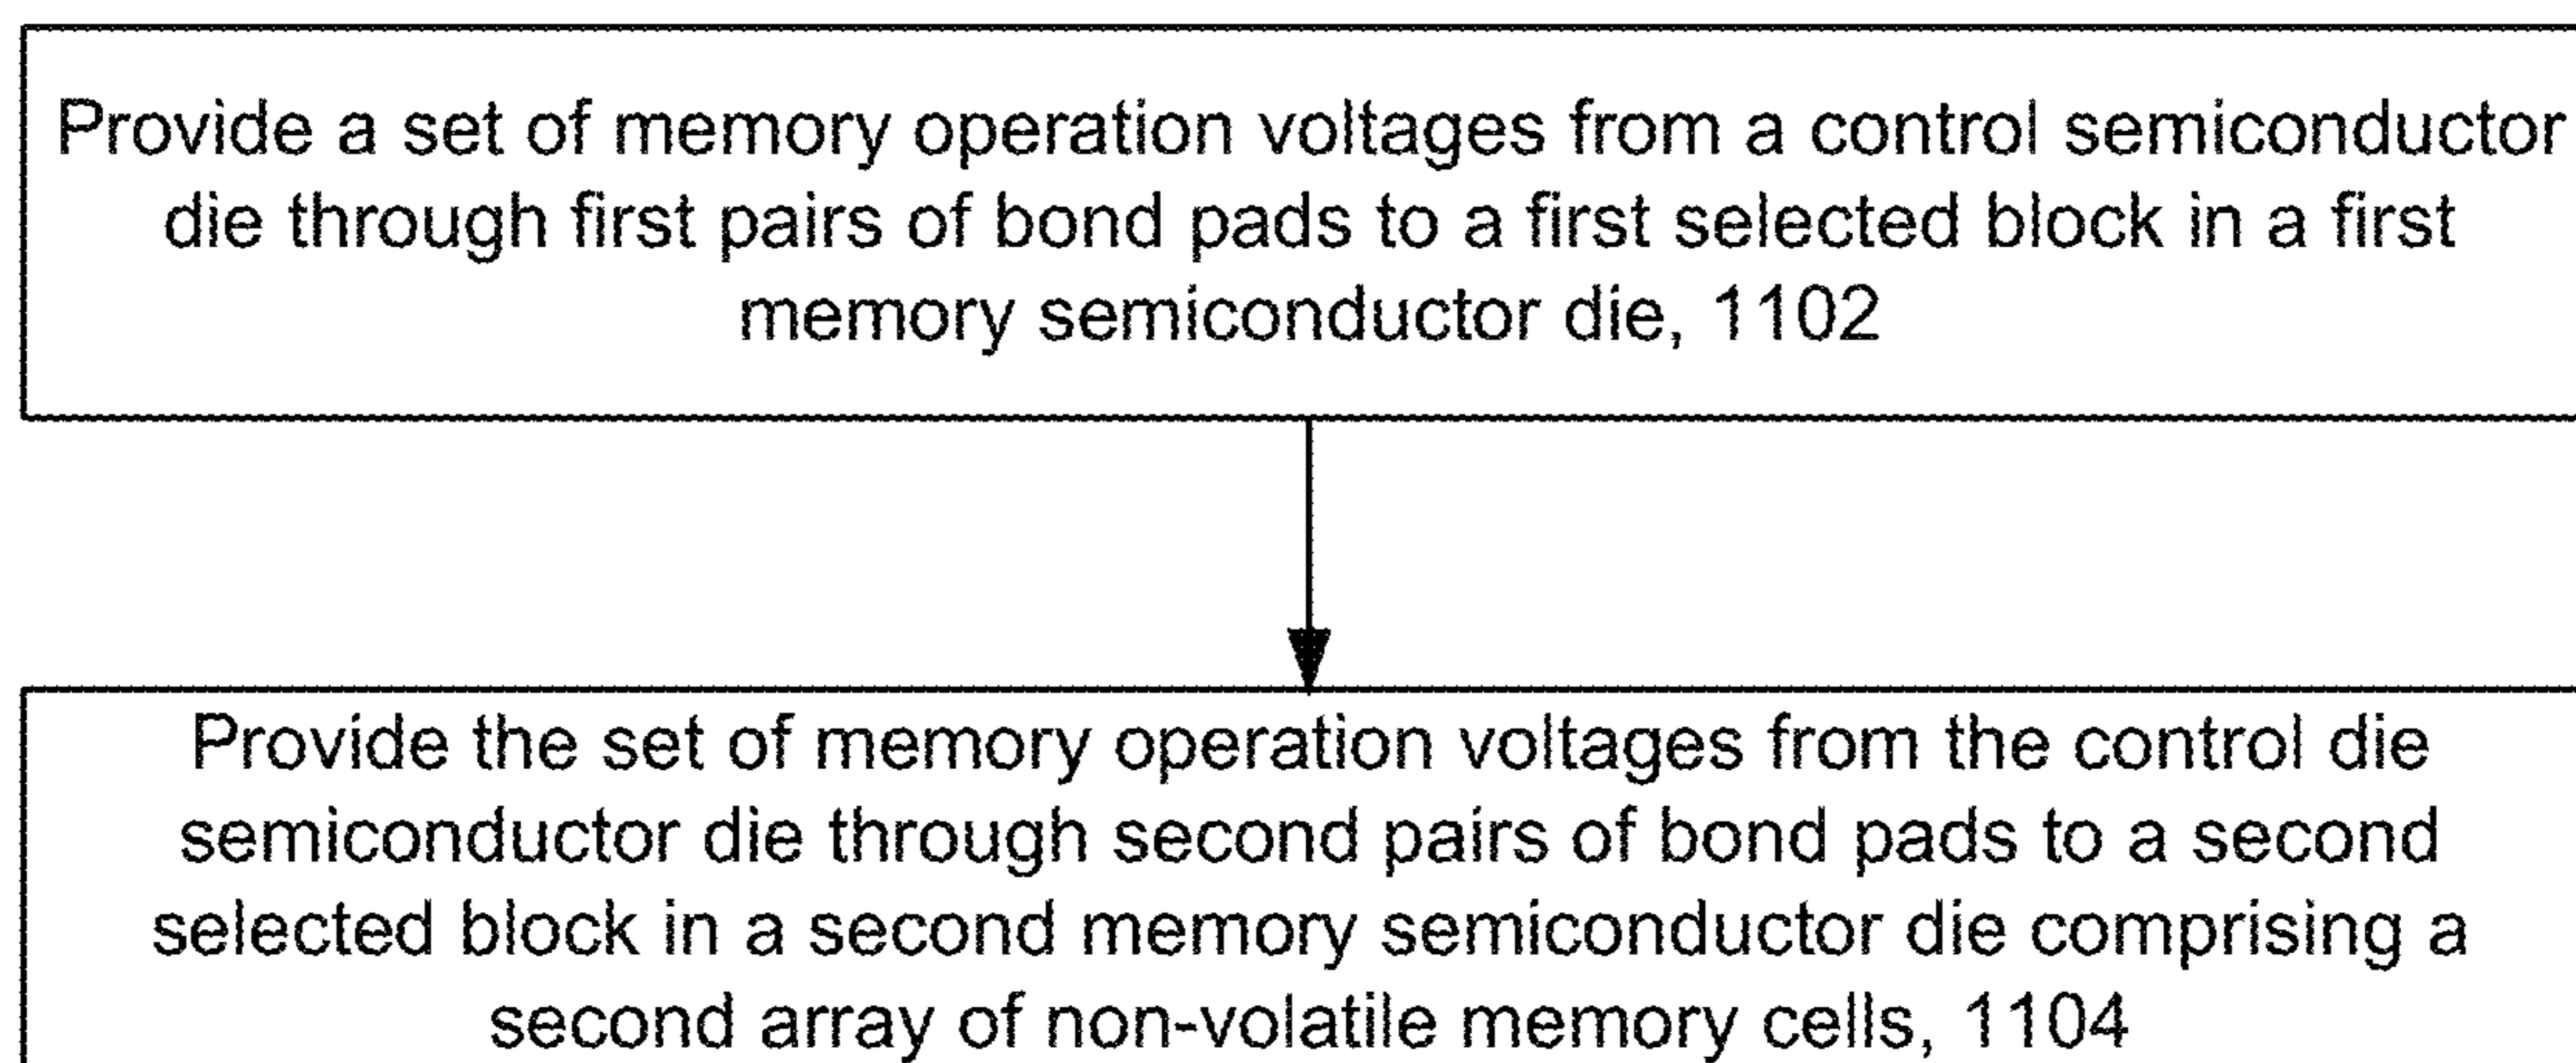 Provide a set of memory operation voltages from a control semiconductor
die through first pairs of bond pads to a first selected block in a first
memory semiconductor die, 1102
Provide the set of memory operation voltages from the control die
semiconductor die through second pairs of bond pads to a second
selected block in a second memory semiconductor die comprising a
second array of non-volatile memory cells, 1104